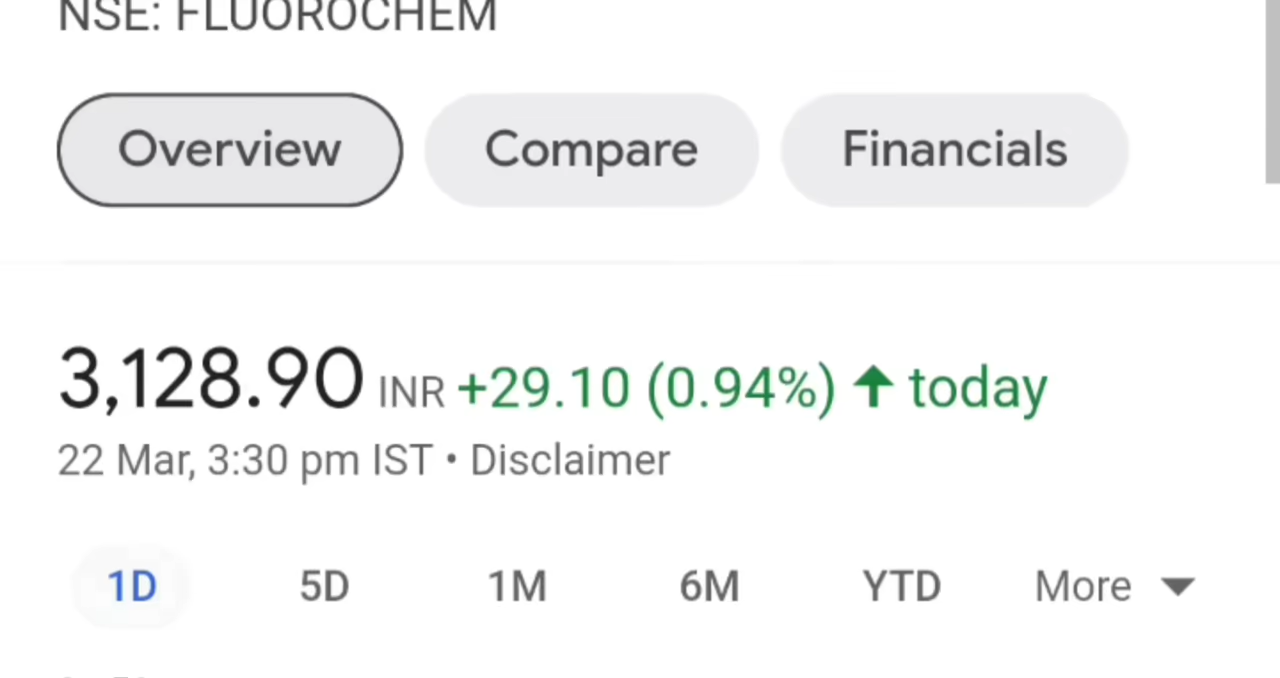 NSE: FLUOROCHEM
Overview Compare Financials
3,128.90 INR +29.10 (0.94%) ↑ today
22 Mar, 3:30 pm IST • Disclaimer
1D 5D 1M 6M YTD More